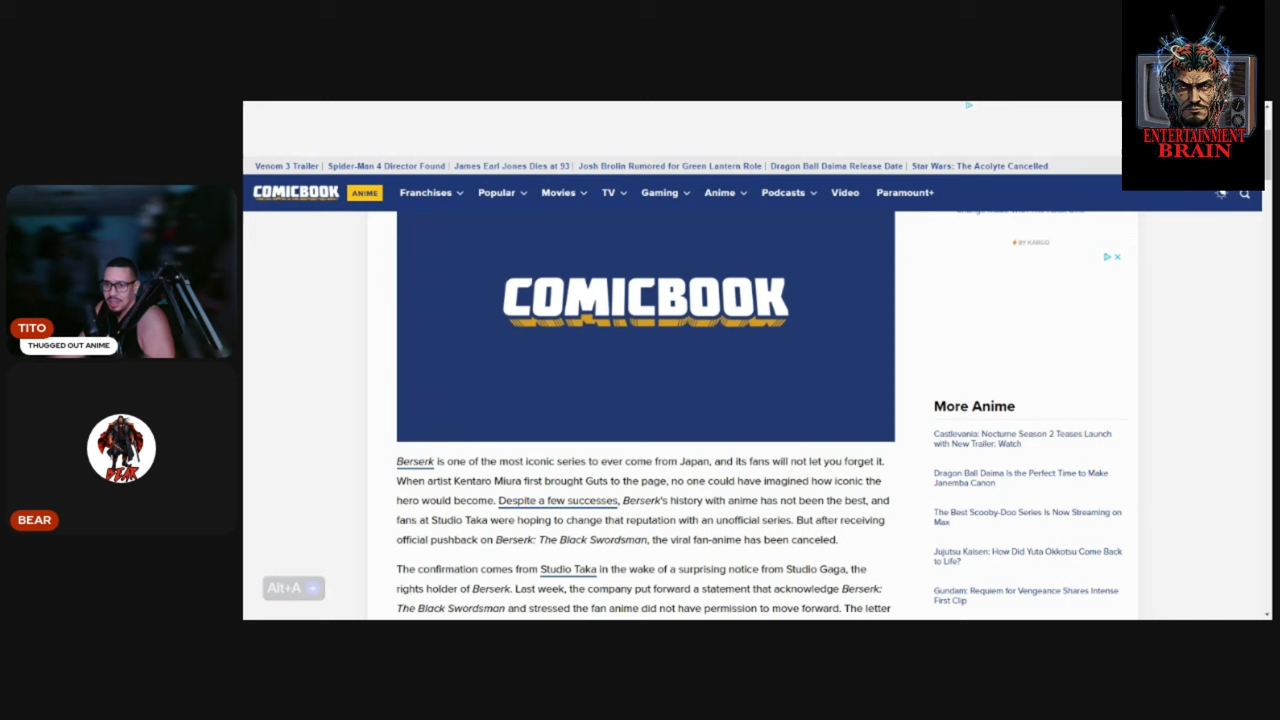 ENTERTAINMENT
BRAIN
Venom 3 Trailer | Spider-Man 4 Director Found | James Earl Jones Dies at 93 | Josh Brolin Rumored for Green Lantern Role | Dragon Ball Daima Release Date | Star Wars: The Acolyte Cancelled
COMICBOOK ANIME Franchises Popular Movies TV Gaming Anime Podcasts Video Paramount+
BY KARGO
COMICBOOK
TITO
THUGGED OUT ANIME
BEAR
Berserk is one of the most iconic series to ever come from Japan, and its fans will not let you forget it.
When artist Kentaro Miura first brought Guts to the page, no one could have imagined how iconic the
hero would become. Despite a few successes, Berserk's history with anime has not been the best, and
fans at Studio Taka were hoping to change that reputation with an unofficial series. But after receiving
official pushback on Berserk: The Black Swordsman, the viral fan-anime has been canceled.
The confirmation comes from Studio Taka in the wake of a surprising notice from Studio Gaga, the
rights holder of Berserk. Last week, the company put forward a statement that acknowledge Berserk:
The Black Swordsman and stressed the fan anime did not have permission to move forward. The letter
Alt+A
More Anime
Castlevania: Nocturne Season 2 Teases Launch
with New Trailer: Watch
Dragon Ball Daima Is the Perfect Time to Make
Janemba Canon
The Best Scooby-Doo Series Is Now Streaming on
Max
Jujutsu Kaisen: How Did Yuta Okkotsu Come Back
to Life?
Gundam: Requiem for Vengeance Shares Intense
First Clip